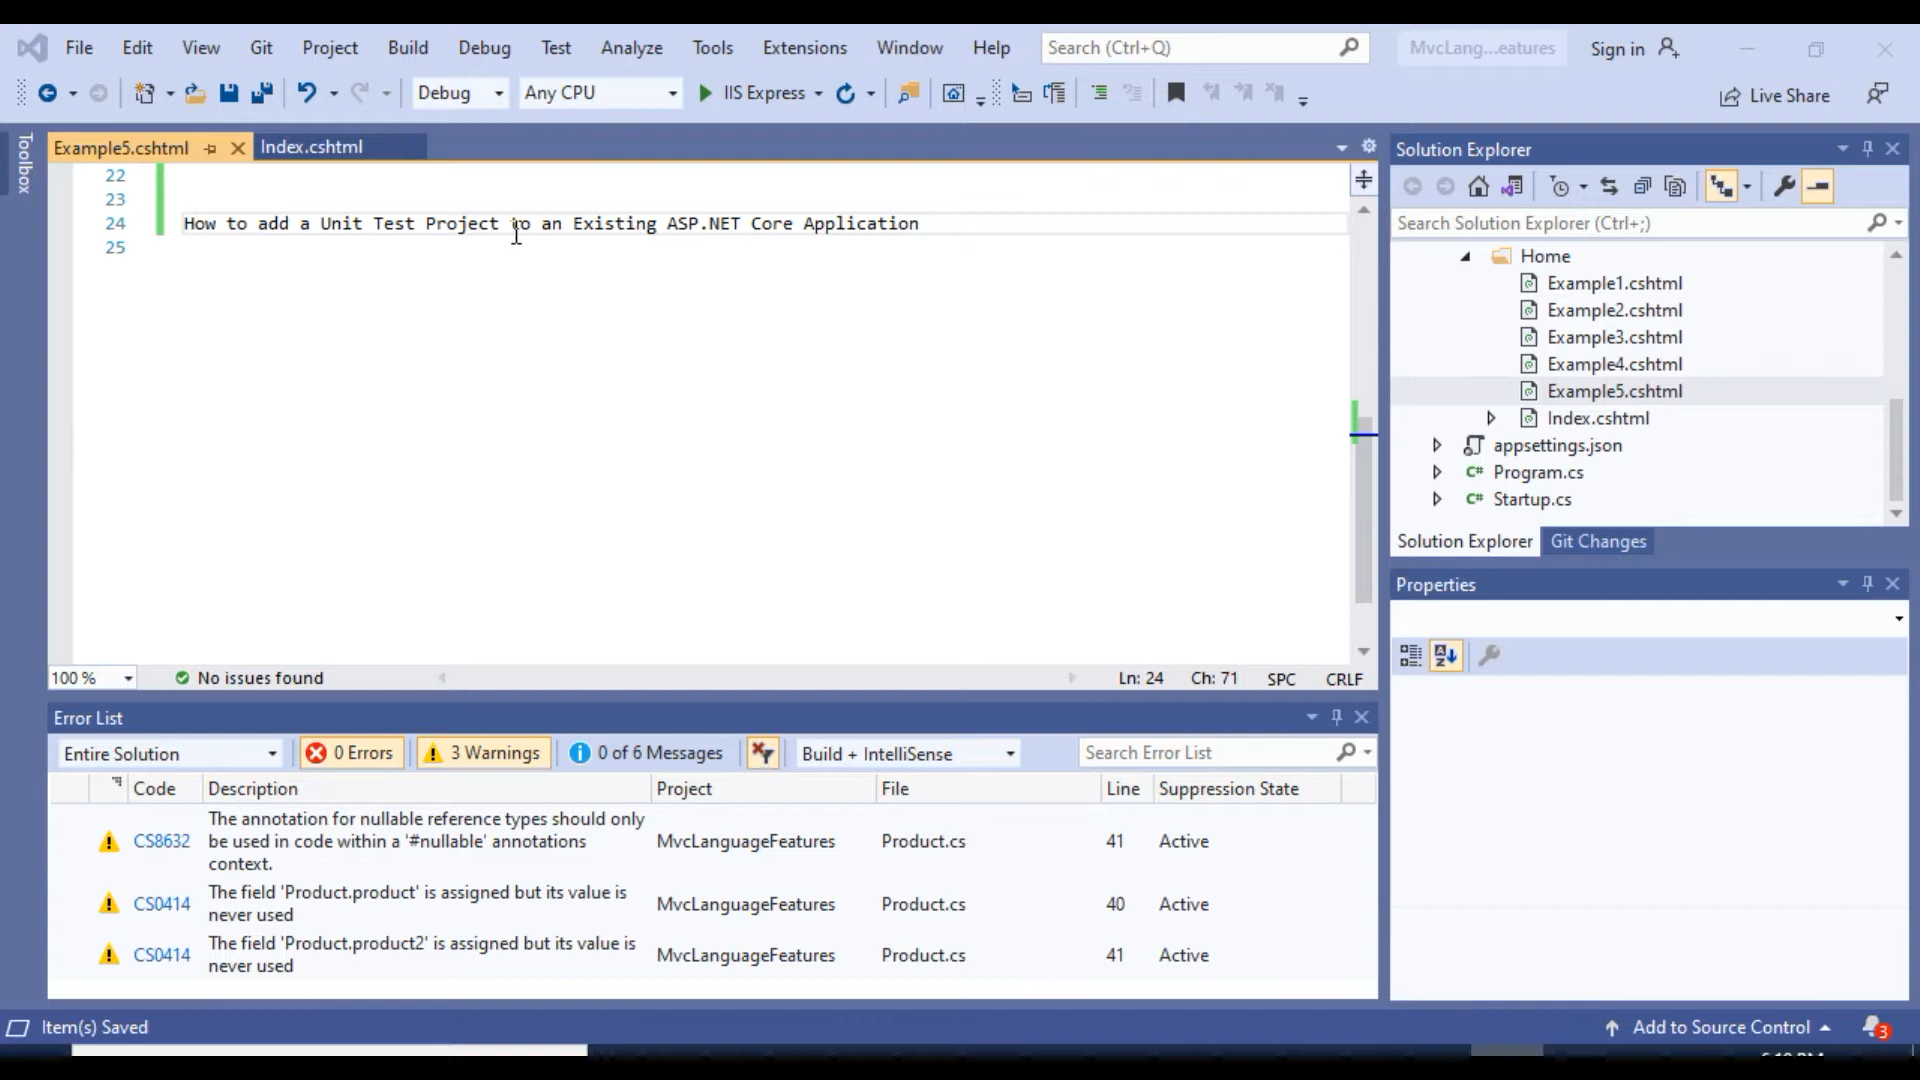 File Edit View Git Project Build Debug Test Analyze Tools Extensions Window Help Search (Ctrl+Q) MvcLang...eatures Sign in
Debug Any CPU IIS Express Live Share
Toolbox
Example5.cshtml Index.cshtml
22
23
24 How to add a Unit Test Project to an Existing ASP.NET Core Application
25
100 % No issues found Ln: 24 Ch: 71 SPC CRLF
Solution Explorer
Search Solution Explorer (Ctrl+;)
Home
Example1.cshtml
Example2.cshtml
Example3.cshtml
Example4.cshtml
Example5.cshtml
Index.cshtml
appsettings.json
C# Program.cs
C# Startup.cs
Solution Explorer Git Changes
Properties
Error List
Entire Solution 0 Errors 3 Warnings 0 of 6 Messages Build + IntelliSense Search Error List
Code Description Project File Line Suppression State
The annotation for nullable reference types should only
CS8632 be used in code within a '#nullable' annotations MvcLanguageFeatures Product.cs 41 Active
context.
The field 'Product.product' is assigned but its value is
CS0414 MvcLanguageFeatures Product.cs 40 Active
never used
The field 'Product.product2' is assigned but its value is
CS0414 MvcLanguageFeatures Product.cs 41 Active
never used
Item(s) Saved Add to Source Control 3